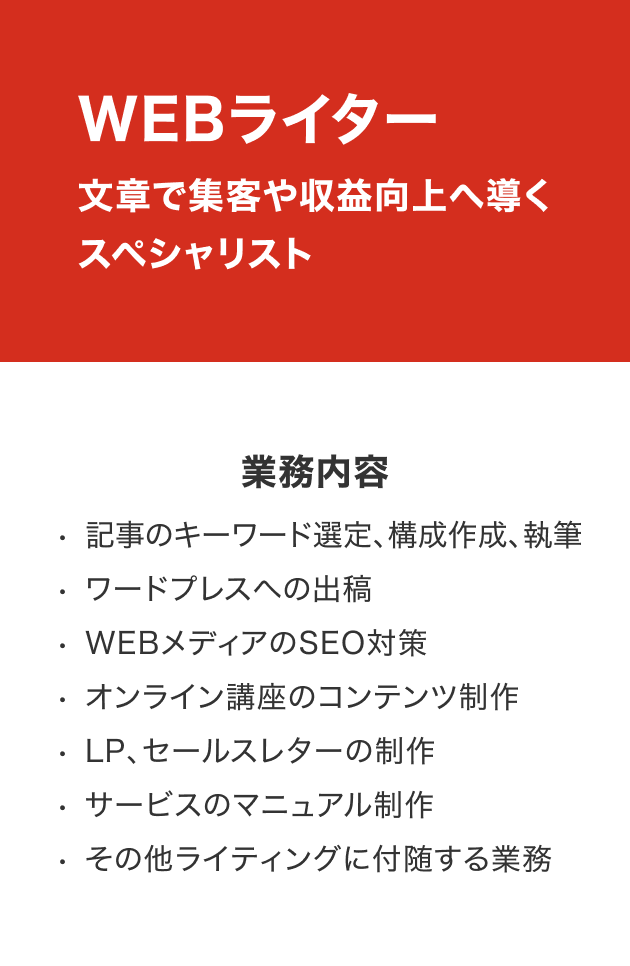 WEBライター
文章で集客や収益向上へ導く
スペシャリスト
業務内容
・ 記事のキーワード選定、構成作成、執筆
・ ワードプレスへの出稿
・ WEBメディアのSEO対策
・ オンライン講座のコンテンツ制作
・ LP、セールスレターの制作
・ サービスのマニュアル制作
・ その他ライティングに付随する業務